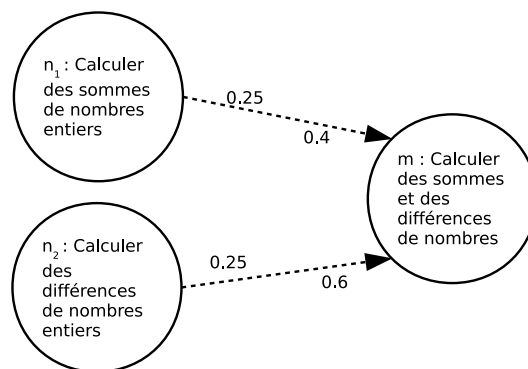 n1 : Calculer
des sommes
de nombres
entiers
0.25
0.4
m : Calculer
des sommes
et des
différences
de nombres
n2 : Calculer
des
différences
de nombres
entiers
0.25
0.6